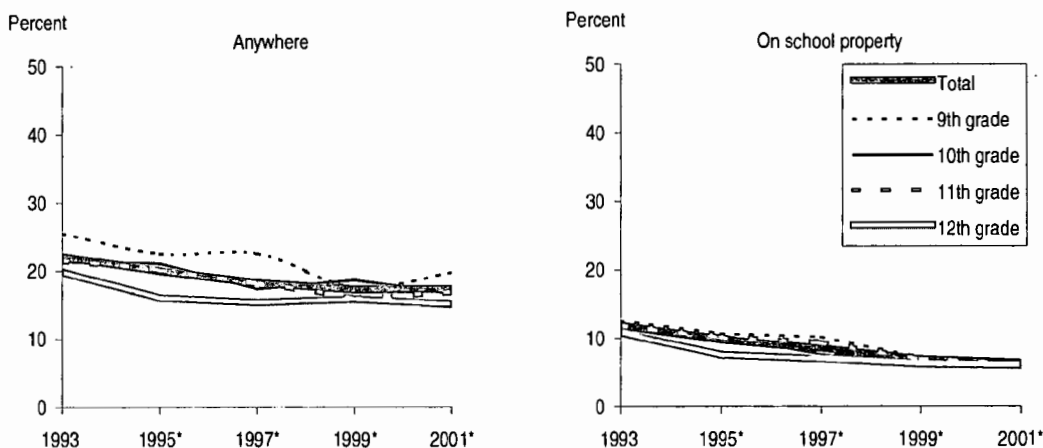 Percent
Anywhere
50
40
30
20
10
0
1993 1995* 1997* 1999* 2001*
Percent
On school property
50
40
30
20
10
0
1993 1995* 1997* 1999* 2001*
Total
9th grade
10th grade
11th grade
12th grade